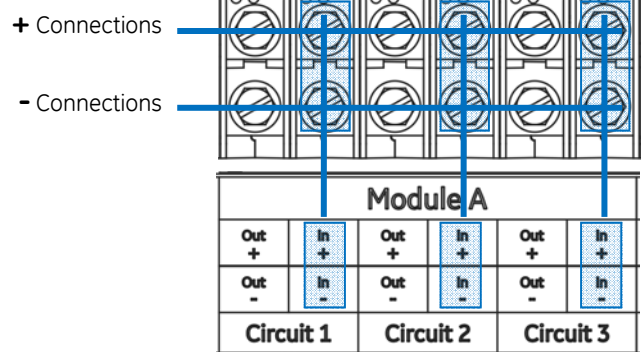 + Connections
- Connections
Module A
Out + In + Out + In + Out + In +
Out - In - Out - In - Out - In -
Circuit 1 Circuit 2 Circuit 3